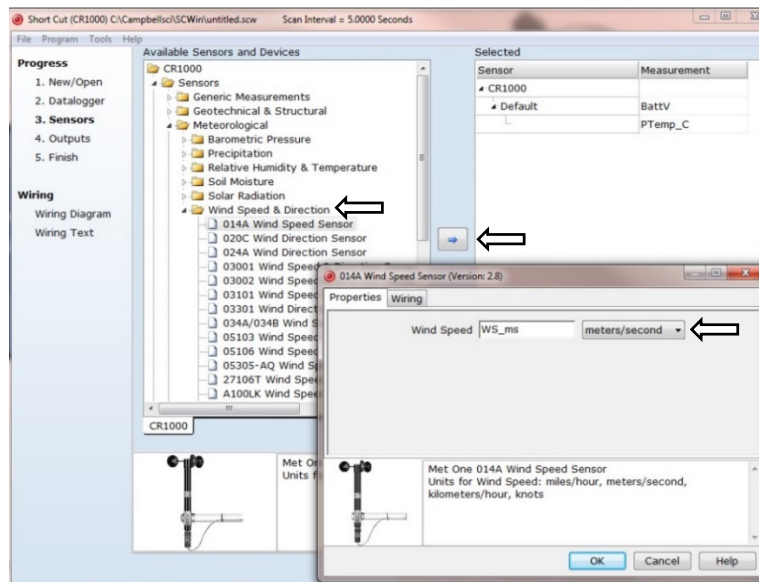 Short Cut (CR1000) C:\Campbellsci\SCWin\untitled.scw Scan Interval = 5.0000 Seconds
File Program Tools Help
Progress
1. New/Open
2. Datalogger
3. Sensors
4. Outputs
5. Finish
Wiring
Wiring Diagram
Wiring Text
Available Sensors and Devices
CR1000
Sensors
Generic Measurements
Geotechnical & Structural
Meteorological
Barometric Pressure
Precipitation
Relative Humidity & Temperature
Soil Moisture
Solar Radiation
Wind Speed & Direction
014A Wind Speed Sensor
020C Wind Direction Sensor
024A Wind Direction Sensor
03001 Wind Speed
03002 Wind Speed
03101 Wind Speed
03301 Wind Direct
034A/034B Wind S
05103 Wind Speed
05106 Wind Speed
05305-AQ Wind Sp
27106T Wind Spee
A100LK Wind Spee
CR1000
Met On
Units f
Selected
Sensor Measurement
CR1000
Default BattV
PTemp_C
014A Wind Speed Sensor (Version: 2.8)
Properties Wiring
Wind Speed WS_ms meters/second
Met One 014A Wind Speed Sensor
Units for Wind Speed: miles/hour, meters/second,
kilometers/hour, knots
OK Cancel Help